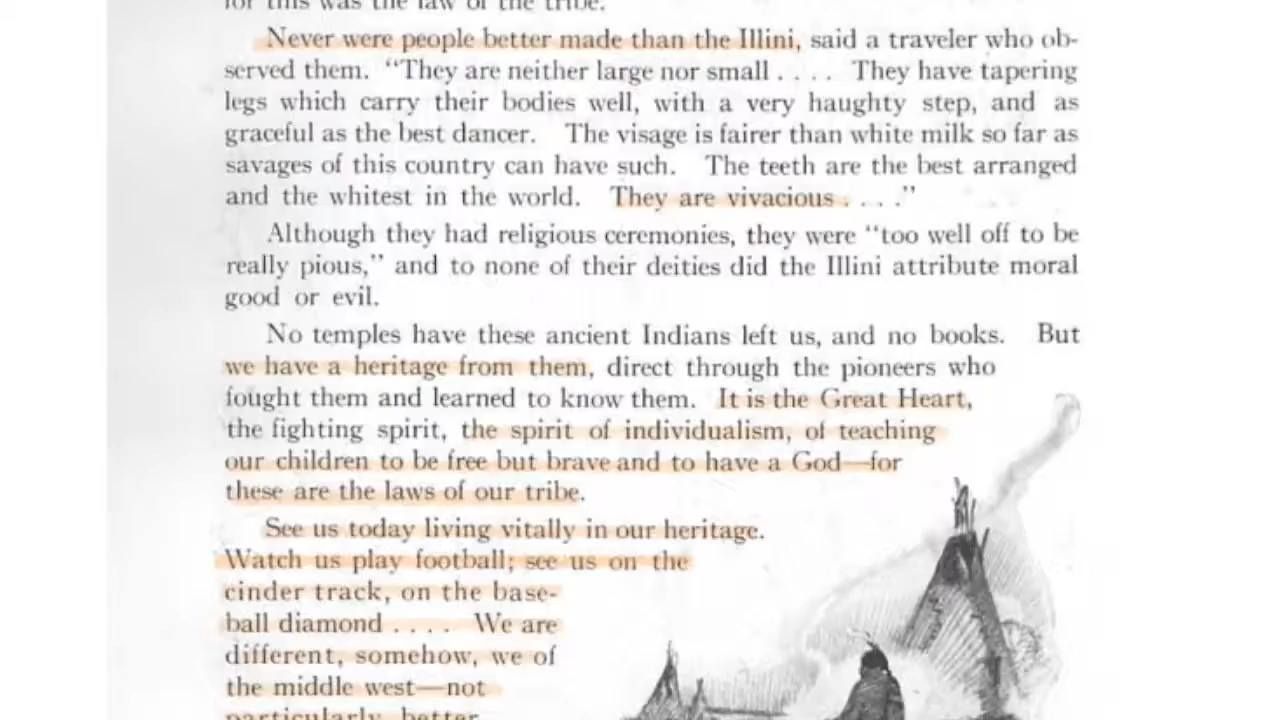 for this was the law of the tribe.
Never were people better made than the Illini, said a traveler who ob-
served them. “They are neither large nor small . . . . They have tapering
legs which carry their bodies well, with a very haughty step, and as
graceful as the best dancer. The visage is fairer than white milk so far as
savages of this country can have such. The teeth are the best arranged
and the whitest in the world. They are vivacious . . . .”
Although they had religious ceremonies, they were “too well off to be
really pious,” and to none of their deities did the Illini attribute moral
good or evil.
No temples have these ancient Indians left us, and no books. But
we have a heritage from them, direct through the pioneers who
fought them and learned to know them. It is the Great Heart,
the fighting spirit, the spirit of individualism, of teaching
our children to be free but brave and to have a God—for
these are the laws of our tribe.
See us today living vitally in our heritage.
Watch us play football; see us on the
cinder track, on the base-
ball diamond . . . . We are
different, somehow, we of
the middle west—not
particularly better